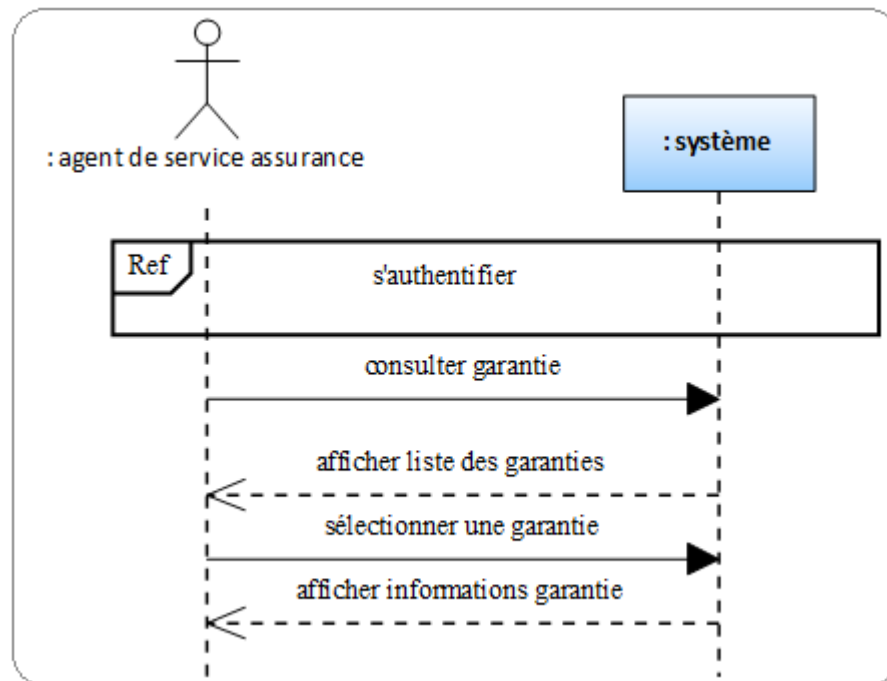 : agent de service assurance
: système
Ref
s'authentifier
consulter garantie
afficher liste des garanties
sélectionner une garantie
afficher informations garantie